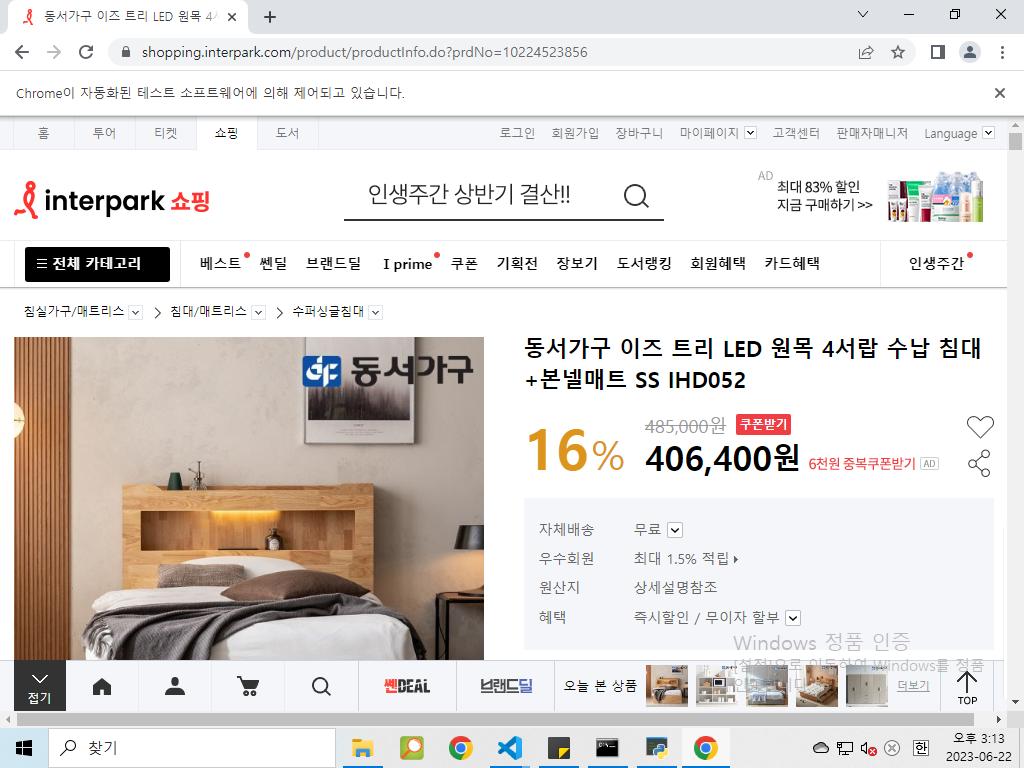 동서가구 이즈 트리 LED 원목 4서
shopping.interpark.com/product/productInfo.do?prdNo=10224523856
Chrome이 자동화된 테스트 소프트웨어에 의해 제어되고 있습니다.
홈 투어 티켓 쇼핑 도서 로그인 회원가입 장바구니 마이페이지 고객센터 판매자매니저 Language
interpark 쇼핑
인생주간 상반기 결산!!
AD
최대 83% 할인
지금 구매하기 >>
전체 카테고리 베스트 쎈딜 브랜드딜 I prime 쿠폰 기획전 장보기 도서랭킹 회원혜택 카드혜택 인생주간
침실가구/매트리스 침대/매트리스 수퍼싱글침대
동서가구
동서가구 이즈 트리 LED 원목 4서랍 수납 침대
+본넬매트 SS IHD052
16%
485,000원 쿠폰받기
406,400원 6천원 중복쿠폰받기 AD
자체배송 무료
우수회원 최대 1.5% 적립
원산지 상세설명참조
혜택 즉시할인 / 무이자 할부
Windows 정품 인증
[설정]으로 이동하여 Windows를 정품
인증합니다
접기
쎈DEAL
브랜드딜
오늘 본 상품
더보기
TOP
찾기
한
오후 3:13
2023-06-22